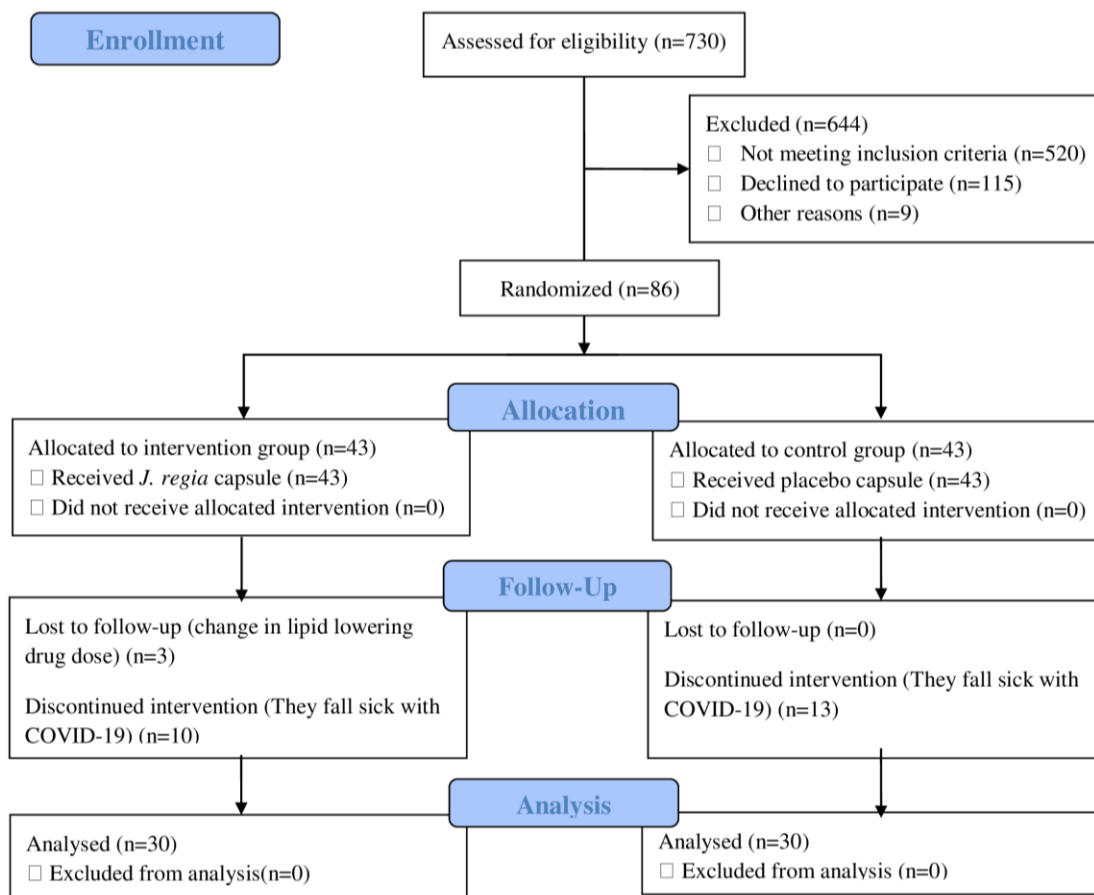 Enrollment
Assessed for eligibility (n=730)
Excluded (n=644)
□ Not meeting inclusion criteria (n=520)
□ Declined to participate (n=115)
□ Other reasons (n=9)
Randomized (n=86)
Allocation
Allocated to intervention group (n=43)
□ Received J. regia capsule (n=43)
□ Did not receive allocated intervention (n=0)
Allocated to control group (n=43)
□ Received placebo capsule (n=43)
□ Did not receive allocated intervention (n=0)
Follow-Up
Lost to follow-up (change in lipid lowering
drug dose) (n=3)
Discontinued intervention (They fall sick with
COVID-19) (n=10)
Lost to follow-up (n=0)
Discontinued intervention (They fall sick with
COVID-19) (n=13)
Analysis
Analysed (n=30)
□ Excluded from analysis(n=0)
Analysed (n=30)
□ Excluded from analysis (n=0)